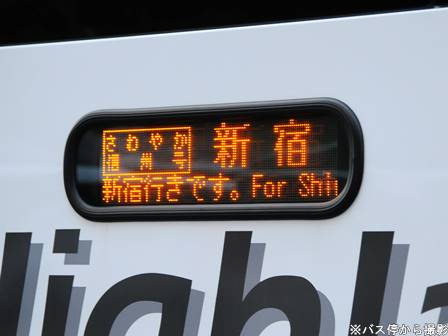 さわやか
信州号
新宿
新宿行きです。For Shi
ighl
※バス停から撮影